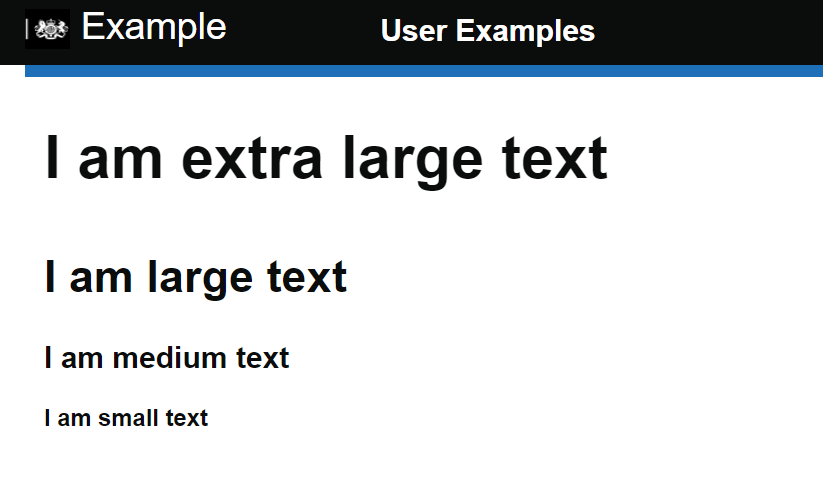 Example
User Examples
I am extra large text
I am large text
I am medium text
I am small text